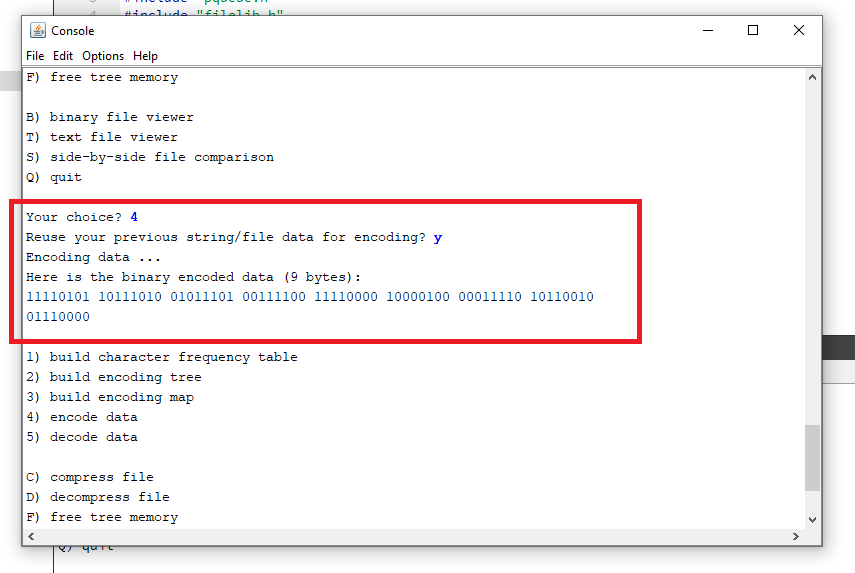 #include "pqueue.h"
#include "filelib.h"
Console
File Edit Options Help
F) free tree memory
B) binary file viewer
T) text file viewer
S) side-by-side file comparison
Q) quit
Your choice? 4
Reuse your previous string/file data for encoding? y
Encoding data ...
Here is the binary encoded data (9 bytes):
11110101 10111010 01011101 00111100 11110000 10000100 00011110 10110010
01110000
1) build character frequency table
2) build encoding tree
3) build encoding map
4) encode data
5) decode data
C) compress file
D) decompress file
F) free tree memory
Q) quit